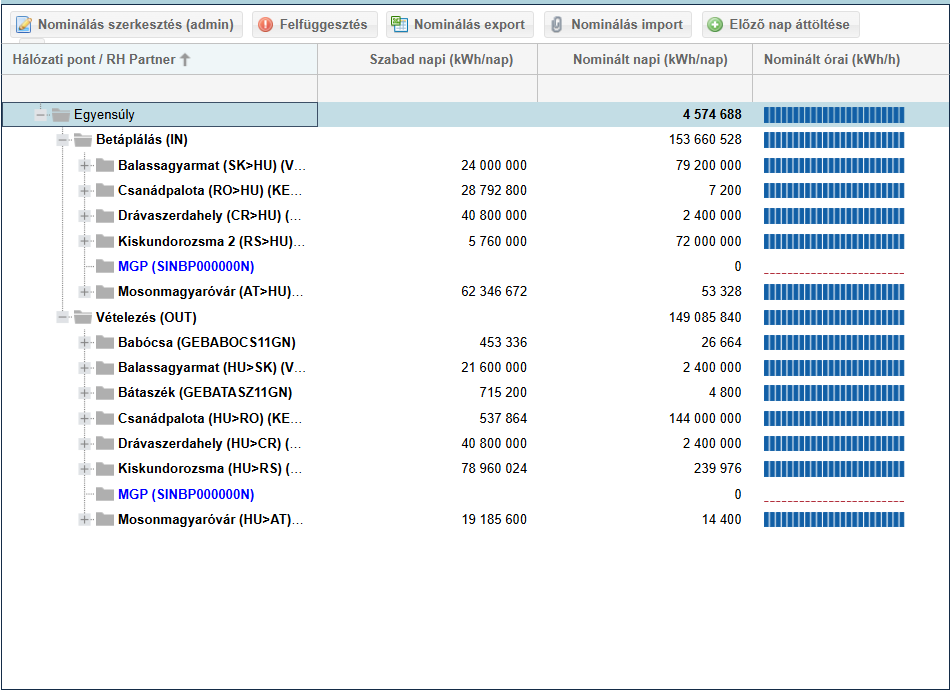 Nominálás szerkesztés (admin) Felfüggesztés Nominálás export Nominálás import Előző nap áttöltése
Hálózati pont / RH Partner Szabad napi (kWh/nap) Nominált napi (kWh/nap) Nominált órai (kWh/h)
Egyensúly 4 574 688
Betáplálás (IN) 153 660 528
Balassagyarmat (SK>HU) (V... 24 000 000 79 200 000
Csanádpalota (RO>HU) (KE... 28 792 800 7 200
Drávaszerdahely (CR>HU) (... 40 800 000 2 400 000
Kiskundorozsma 2 (RS>HU)... 5 760 000 72 000 000
MGP (SINBP000000N) 0
Mosonmagyaróvár (AT>HU)... 62 346 672 53 328
Vételezés (OUT) 149 085 840
Babócsa (GEBABOCS11GN) 453 336 26 664
Balassagyarmat (HU>SK) (V... 21 600 000 2 400 000
Bátaszék (GEBATASZ11GN) 715 200 4 800
Csanádpalota (HU>RO) (KE... 537 864 144 000 000
Drávaszerdahely (HU>CR) (... 40 800 000 2 400 000
Kiskundorozsma (HU>RS) (... 78 960 024 239 976
MGP (SINBP000000N) 0
Mosonmagyaróvár (HU>AT)... 19 185 600 14 400